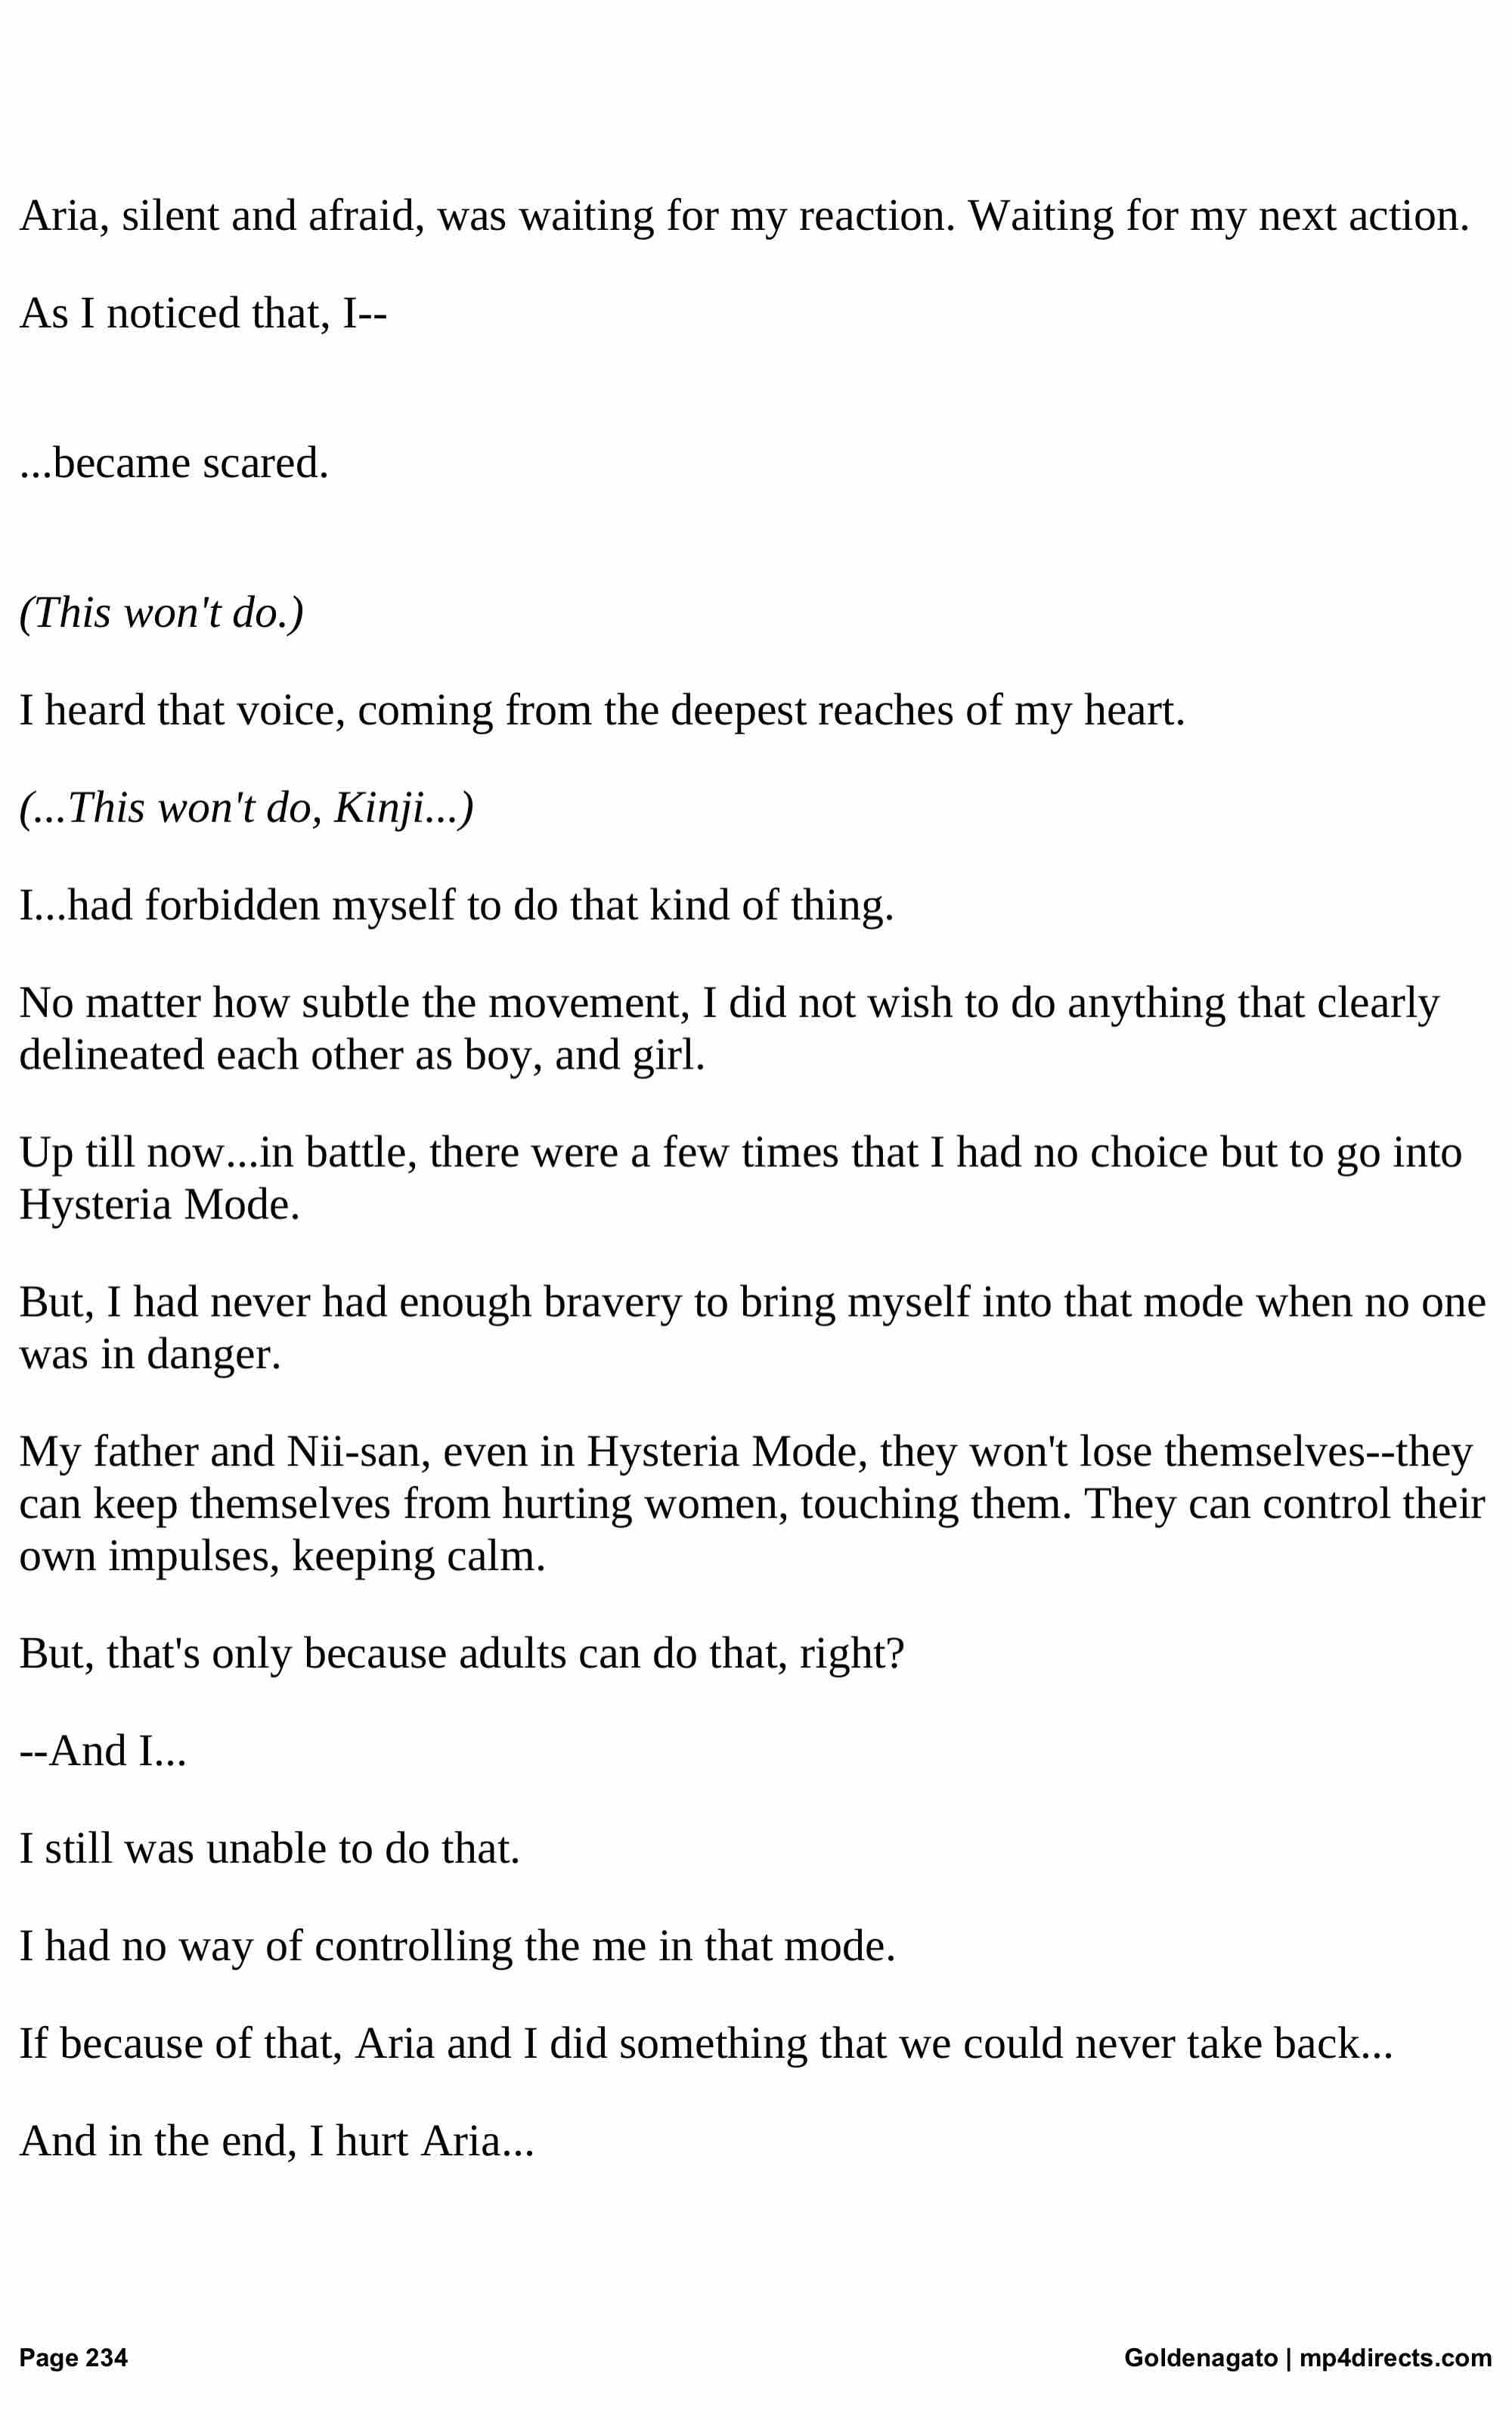 Aria, silent and afraid, was waiting for my reaction. Waiting for my next action.
As I noticed that, I--
...became scared.
(This won't do.)
I heard that voice, coming from the deepest reaches of my heart.
(...This won't do, Kinji...)
I...had forbidden myself to do that kind of thing.
No matter how subtle the movement, I did not wish to do anything that clearly
delineated each other as boy, and girl.
Up till now...in battle, there were a few times that I had no choice but to go into
Hysteria Mode.
But, I had never had enough bravery to bring myself into that mode when no one
was in danger.
My father and Nii-san, even in Hysteria Mode, they won't lose themselves--they
can keep themselves from hurting women, touching them. They can control their
own impulses, keeping calm.
But, that's only because adults can do that, right?
--And I...
I still was unable to do that.
I had no way of controlling the me in that mode.
If because of that, Aria and I did something that we could never take back...
And in the end, I hurt Aria...
Page 234
Goldenagato | mp4directs.com